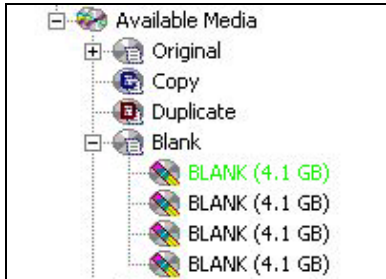 Available Media
Original
Copy
Duplicate
Blank
BLANK (4.1 GB)
BLANK (4.1 GB)
BLANK (4.1 GB)
BLANK (4.1 GB)